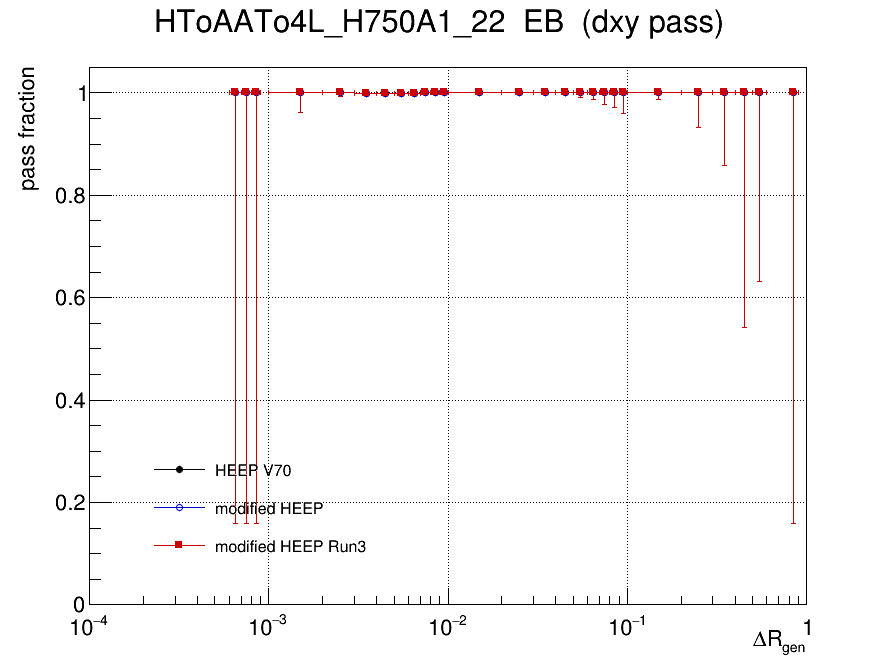 HToAATo4L_H750A1_22 EB (dxy pass)
pass fraction
1
0.8
0.6
0.4
0.2
0
HEEP V70
modified HEEP
modified HEEP Run3
10−4 10−3 10−2 10−1 1
ΔRgen